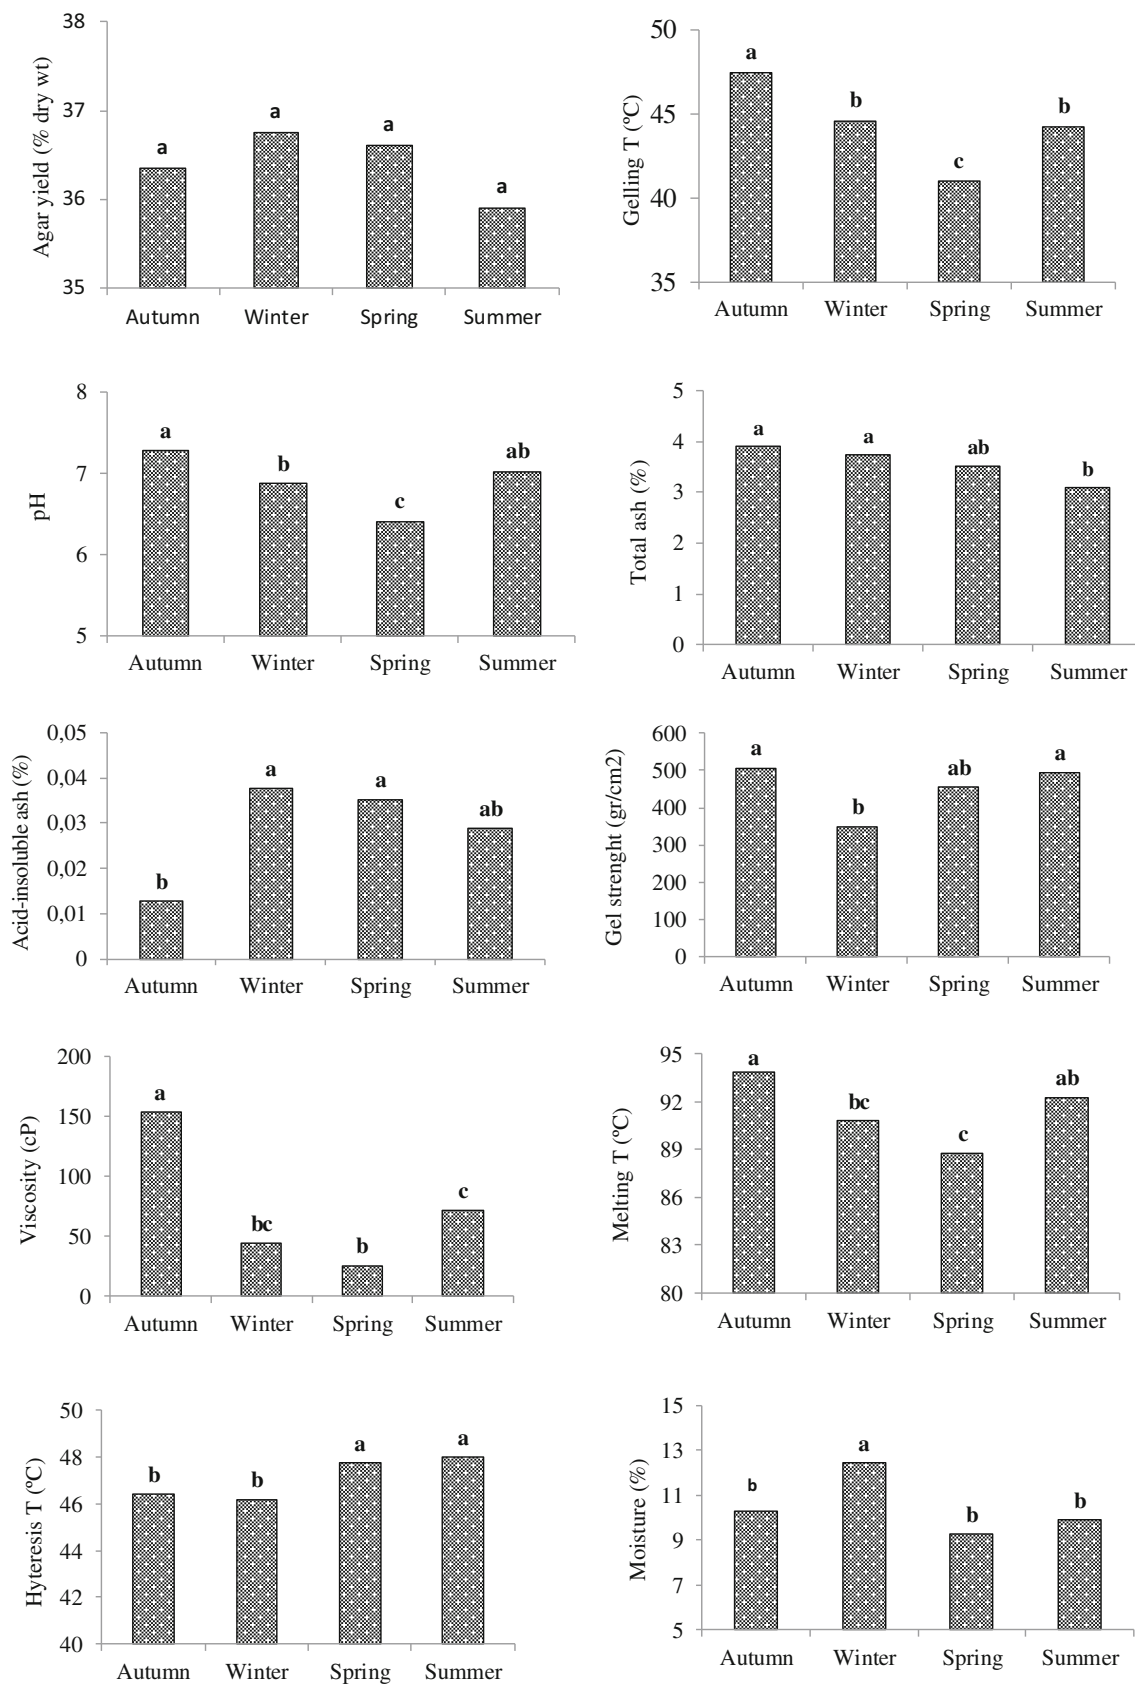 Agar yield (% dry wt)
38
37
36
35
a
a
a
a
Autumn Winter Spring Summer
Gelling T (ºC)
50
45
40
35
a
b
c
b
Autumn Winter Spring Summer
pH
8
7
6
5
a
b
c
ab
Autumn Winter Spring Summer
Total ash (%)
5
4
3
2
1
0
a
a
ab
b
Autumn Winter Spring Summer
Acid-insoluble ash (%)
0,05
0,04
0,03
0,02
0,01
0
b
a
a
ab
Autumn Winter Spring Summer
Gel strenght (gr/cm2)
600
500
400
300
200
100
0
a
b
ab
a
Autumn Winter Spring Summer
Viscosity (cP)
200
150
100
50
0
a
bc
b
c
Autumn Winter Spring Summer
Melting T (ºC)
95
92
89
86
83
80
a
bc
c
ab
Autumn Winter Spring Summer
Hyteresis T (ºC)
50
48
46
44
42
40
b
b
a
a
Autumn Winter Spring Summer
Moisture (%)
15
13
11
9
7
5
b
a
b
b
Autumn Winter Spring Summer